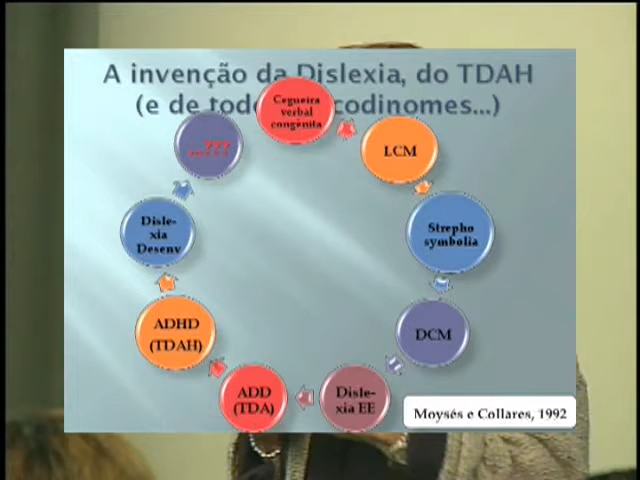 A invenção da Dislexia, do TDAH
(e de codinomes...)
Cegueira
verbal
congênita
LCM
Strepho
symbolia
DCM
Disle-
xia EE
ADD
(TDA)
ADHD
(TDAH)
Disle-
xia
Desenv
...???
Moysés e Collares, 1992